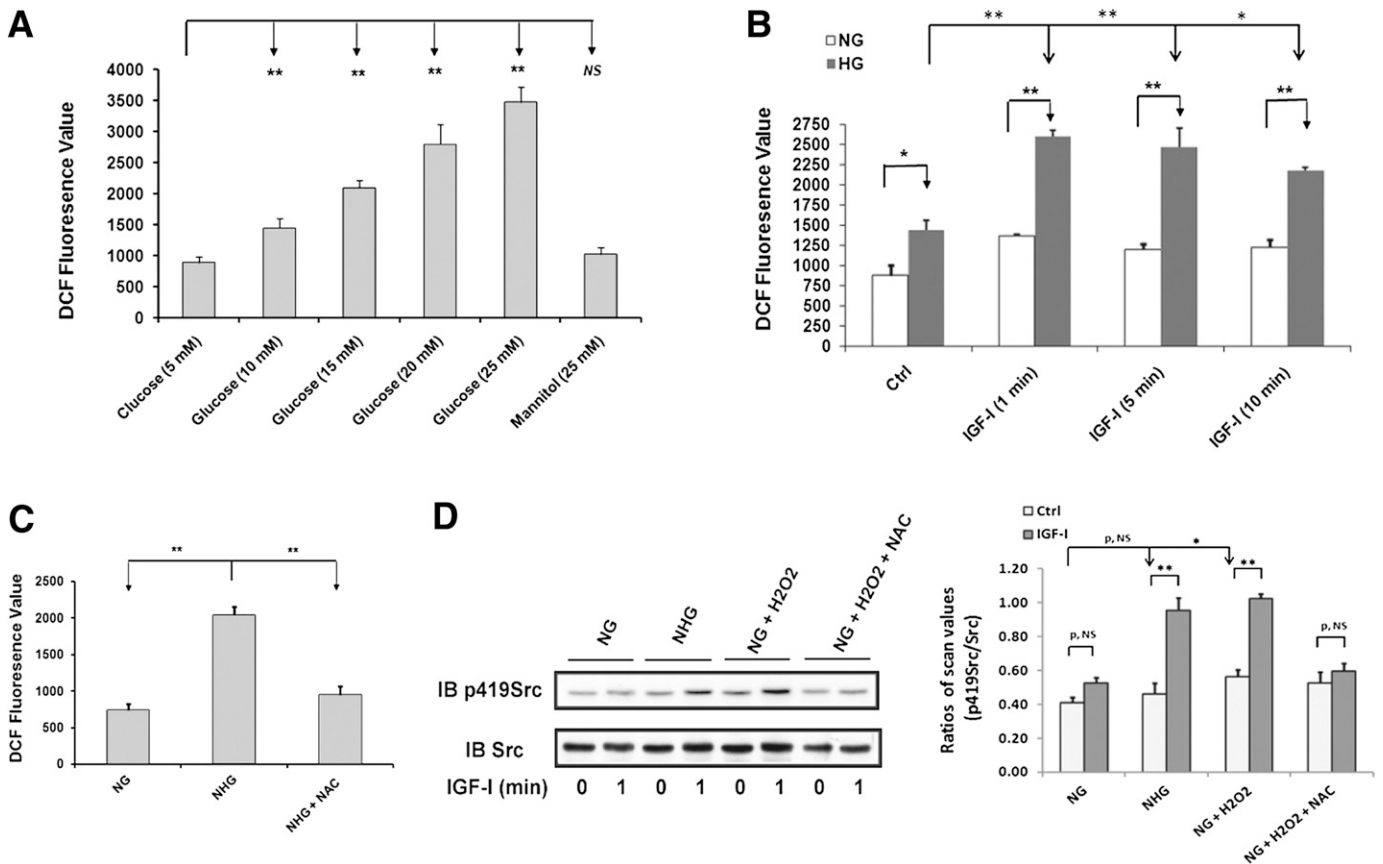 A
** ** ** ** NS
DCF Fluoresence Value
4000
3500
3000
2500
2000
1500
1000
500
0
Clucose (5 mM)
Glucose (10 mM)
Glucose (15 mM)
Glucose (20 mM)
Glucose (25 mM)
Mannitol (25 mM)
B
NG
HG
** ** *
* ** ** **
DCF Fluoresence Value
2750
2500
2250
2000
1750
1500
1250
1000
750
500
250
0
Ctrl
IGF-I (1 min)
IGF-I (5 min)
IGF-I (10 min)
C
** **
DCF Fluoresence Value
2500
2000
1500
1000
500
0
NG
NHG
NHG + NAC
D
NG
NHG
NG + H2O2
NG + H2O2 + NAC
IB p419Src
IB Src
IGF-I (min) 0 1 0 1 0 1 0 1
Ctrl
IGF-I
p, NS *
** **
p, NS p, NS
Ratios of scan values
(p419Src/Src)
1.20
1.00
0.80
0.60
0.40
0.20
0.00
NG
NHG
NG + H2O2
NG + H2O2 + NAC